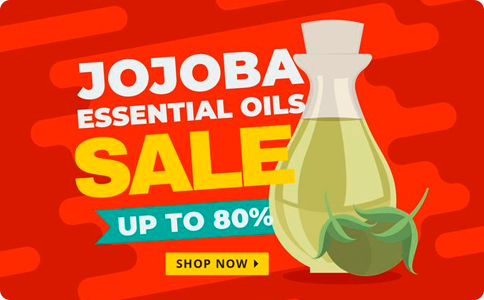 JOJOBA
ESSENTIAL OILS
SALE
UP TO 80%
SHOP NOW